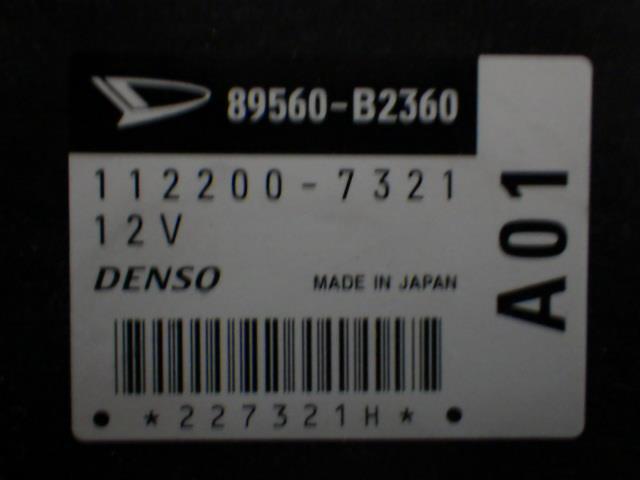 89560-B2360
112200-7321
12V
DENSO MADE IN JAPAN
*227321H*
A01